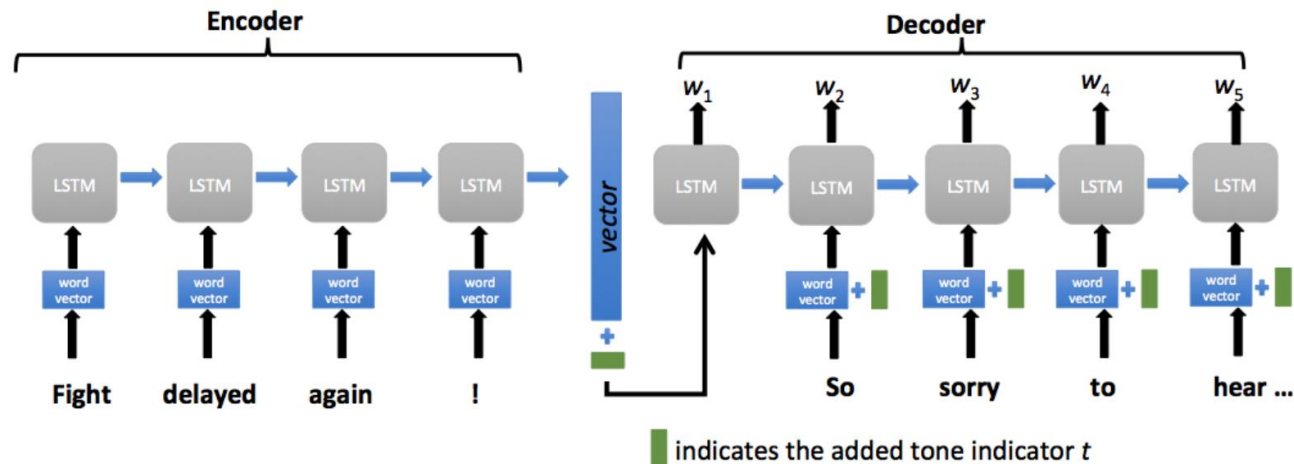 Encoder
Decoder
w1 w2 w3 w4 w5
LSTM LSTM LSTM LSTM LSTM LSTM LSTM LSTM LSTM
vector
word vector word vector word vector word vector word vector + word vector + word vector + word vector +
+
Fight delayed again ! So sorry to hear ...
indicates the added tone indicator t